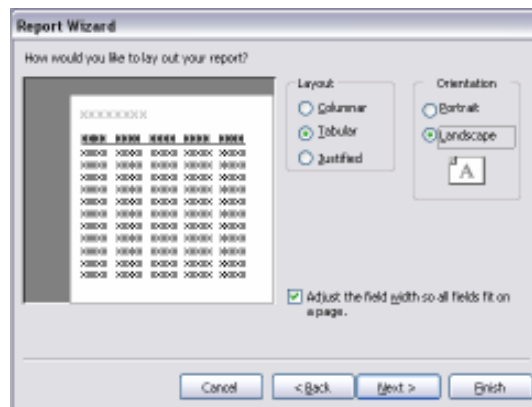 Report Wizard
How would you like to lay out your report?
Layout
Columnar
Tabular
Justified
Orientation
Portrait
Landscape
A
XXXXXXXX
Adjust the field width so all fields fit on
a page.
Cancel
< Back
Next >
Finish